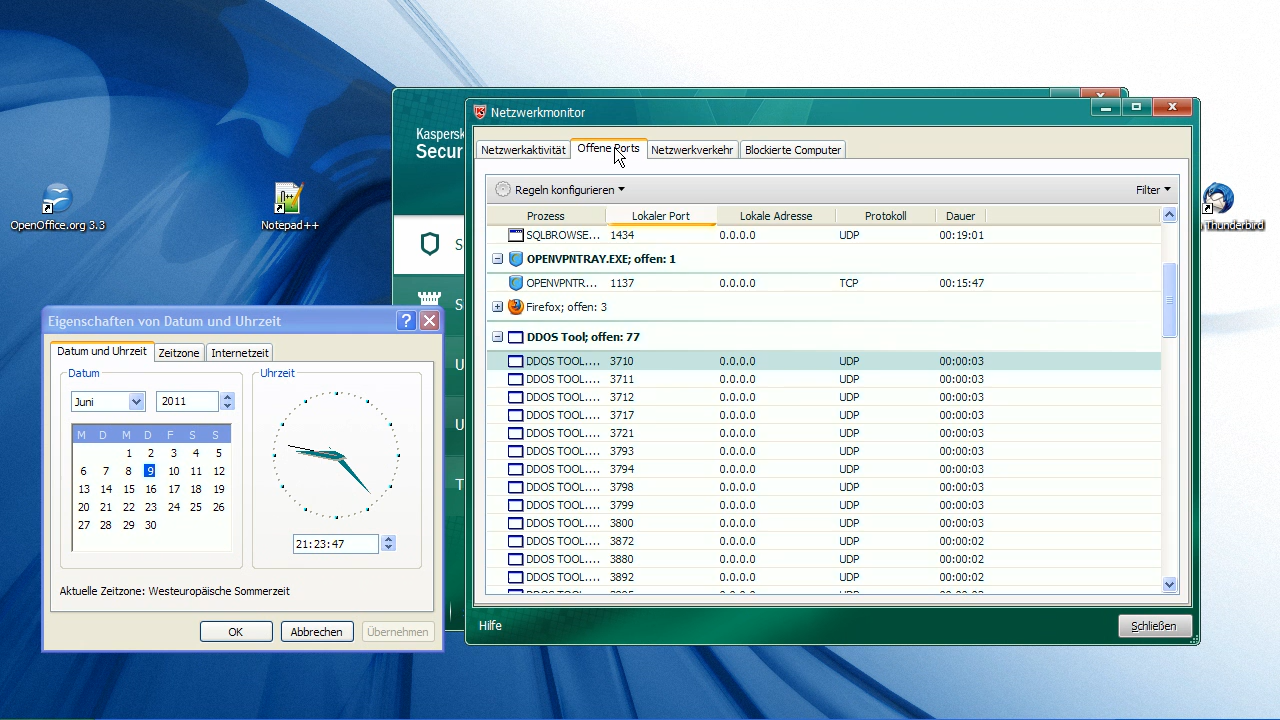 OpenOffice.org 3.3
Notepad++
Thunderbird
Kaspersk
Secur
S
S
U
U
T
Netzwerkmonitor
Netzwerkaktivität Offene Ports Netzwerkverkehr Blockierte Computer
Regeln konfigurieren Filter
Prozess Lokaler Port Lokale Adresse Protokoll Dauer
SQLBROWSE... 1434 0.0.0.0 UDP 00:19:01
OPENVPNTRAY.EXE; offen: 1
OPENVPNTR... 1137 0.0.0.0 TCP 00:15:47
Firefox; offen: 3
DDOS Tool; offen: 77
DDOS TOOL.... 3710 0.0.0.0 UDP 00:00:03
DDOS TOOL.... 3711 0.0.0.0 UDP 00:00:03
DDOS TOOL.... 3712 0.0.0.0 UDP 00:00:03
DDOS TOOL.... 3717 0.0.0.0 UDP 00:00:03
DDOS TOOL.... 3721 0.0.0.0 UDP 00:00:03
DDOS TOOL.... 3793 0.0.0.0 UDP 00:00:03
DDOS TOOL.... 3794 0.0.0.0 UDP 00:00:03
DDOS TOOL.... 3798 0.0.0.0 UDP 00:00:03
DDOS TOOL.... 3799 0.0.0.0 UDP 00:00:03
DDOS TOOL.... 3800 0.0.0.0 UDP 00:00:03
DDOS TOOL.... 3872 0.0.0.0 UDP 00:00:02
DDOS TOOL.... 3880 0.0.0.0 UDP 00:00:02
DDOS TOOL.... 3892 0.0.0.0 UDP 00:00:02
Hilfe Schließen
Eigenschaften von Datum und Uhrzeit
Datum und Uhrzeit Zeitzone Internetzeit
Datum Uhrzeit
Juni 2011
M D M D F S S
1 2 3 4 5
6 7 8 9 10 11 12
13 14 15 16 17 18 19
20 21 22 23 24 25 26
27 28 29 30
21:23:47
Aktuelle Zeitzone: Westeuropäische Sommerzeit
OK Abbrechen Übernehmen